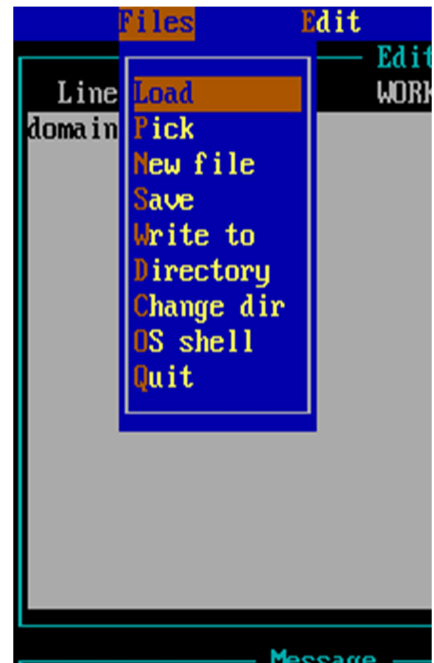 Files Edit
Edit
Line Load WORK
domain Pick
New file
Save
Write to
Directory
Change dir
OS shell
Quit
Message